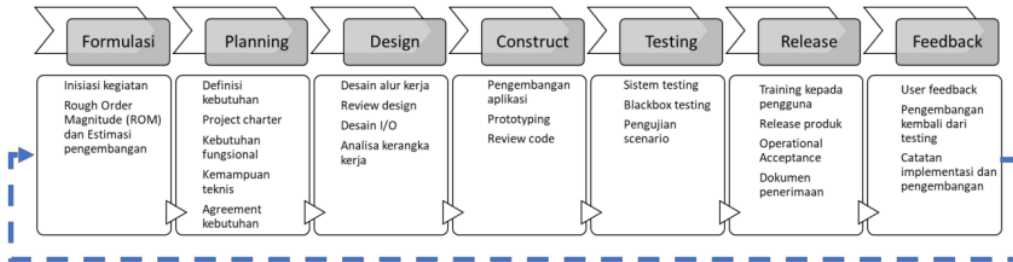 Formulasi
Planning
Design
Construct
Testing
Release
Feedback
Inisiasi kegiatan
Rough Order
Magnitude (ROM)
dan Estimasi
pengembangan
Definisi
kebutuhan
Project charter
Kebutuhan
fungsional
Kemampuan
teknis
Agreement
kebutuhan
Desain alur kerja
Review design
Desain I/O
Analisa kerangka
kerja
Pengembangan
aplikasi
Prototyping
Review code
Sistem testing
Blackbox testing
Pengujian
scenario
Training kepada
pengguna
Release produk
Operational
Acceptance
Dokumen
penerimaan
User feedback
Pengembangan
kembali dari
testing
Catatan
implementasi dan
pengembangan